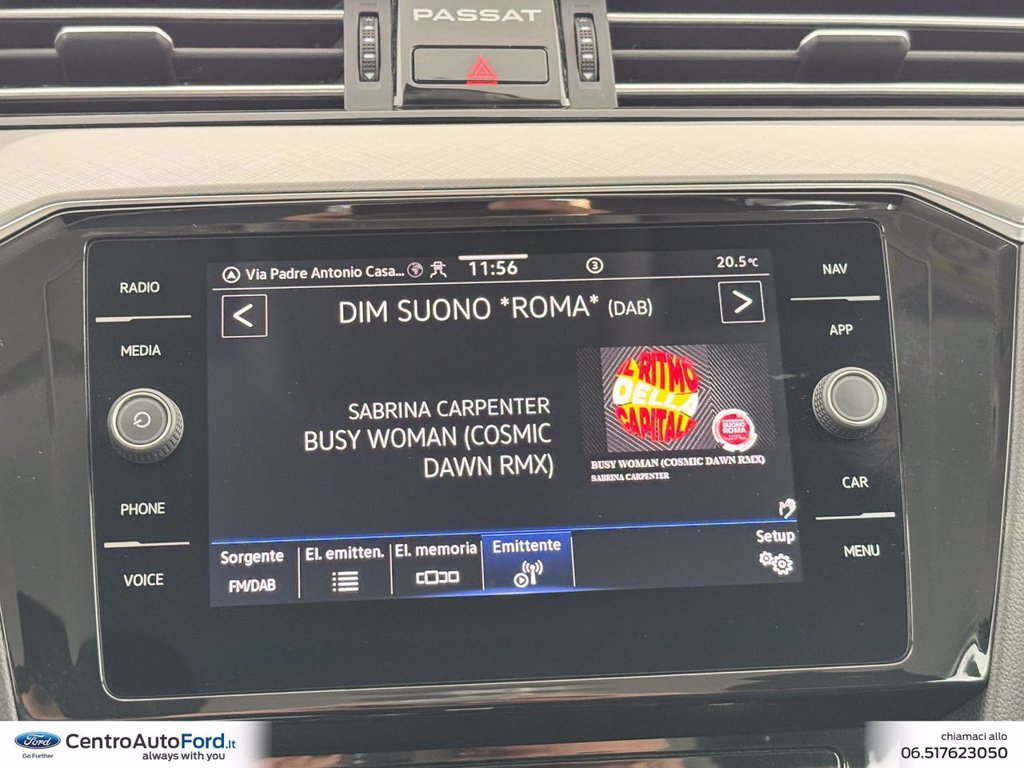 PASSAT
RADIO
MEDIA
PHONE
VOICE
Via Padre Antonio Casa...
11:56
3
20.5°C
<
DIM SUONO *ROMA* (DAB)
>
SABRINA CARPENTER
BUSY WOMAN (COSMIC
DAWN RMX)
IL RITMO
DELLA
CAPITALE
SUONO
ROMA
BUSY WOMAN (COSMIC DAWN RMX)
SABRINA CARPENTER
Sorgente
FM/DAB
El. emitten.
El. memoria
Emittente
Setup
NAV
APP
CAR
MENU
Ford
Go Further
CentroAutoFord.it
always with you
chiamaci allo
06.517623050